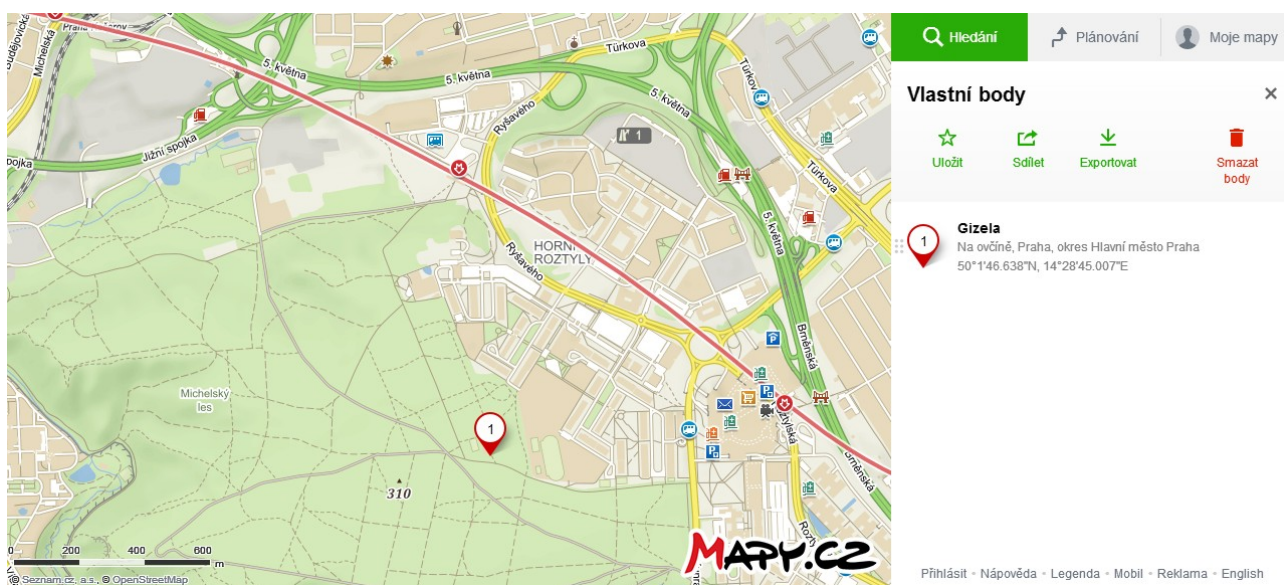 Budějovická
Michelská
5. května
5. května
5. května
Türkova
Türkova
Jižní spojka
pojka
Ryšavého
1
HORNÍ
ROZTYLY
Ryšavého
5. května
Türkova
Brněnská
Michelský
les
1
310
Brněnská
0 200 400 600
m
© Seznam.cz, a.s., © OpenStreetMap
MAPY.CZ
Hledání
Plánování
Moje mapy
Vlastní body
×
Uložit
Sdílet
Exportovat
Smazat
body
1
Gizela
Na ovčíně, Praha, okres Hlavní město Praha
50°1'46.638"N, 14°28'45.007"E
Přihlásit - Nápověda - Legenda - Mobil - Reklama - English